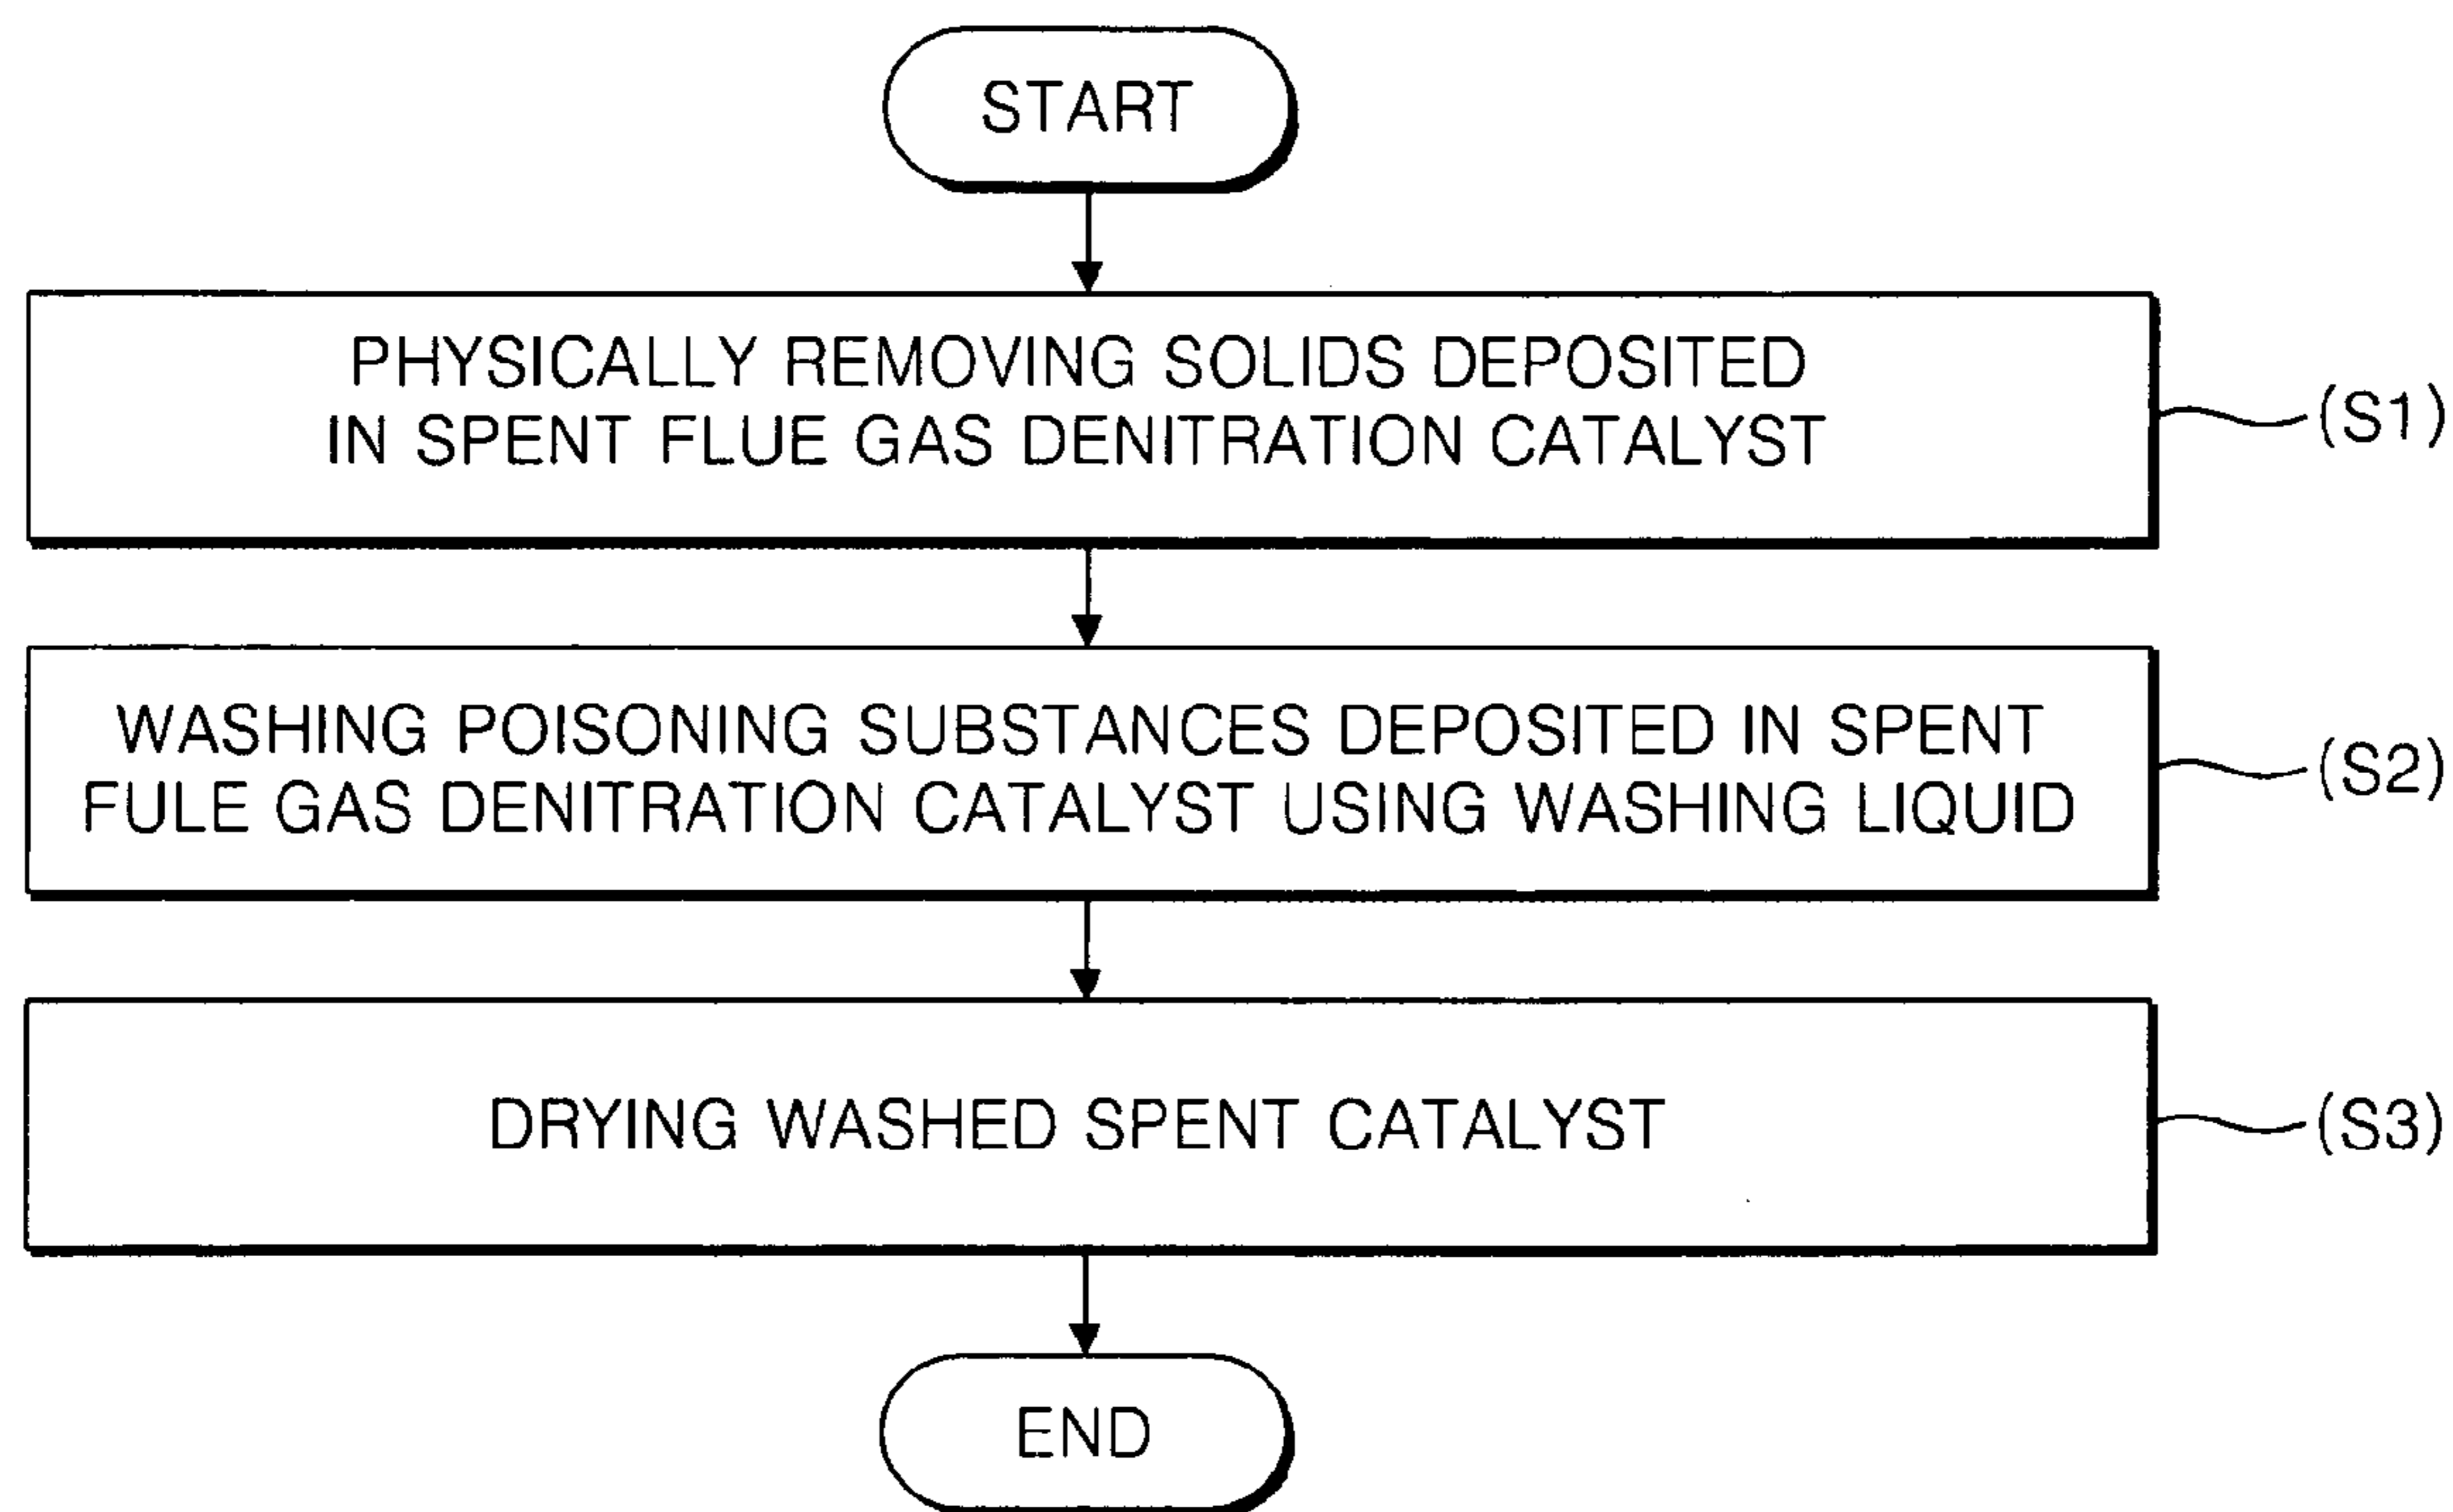 START
PHYSICALLY REMOVING SOLIDS DEPOSITED
IN SPENT FLUE GAS DENITRATION CATALYST
(S1)
WASHING POISONING SUBSTANCES DEPOSITED IN SPENT
FULE GAS DENITRATION CATALYST USING WASHING LIQUID
(S2)
DRYING WASHED SPENT CATALYST
(S3)
END